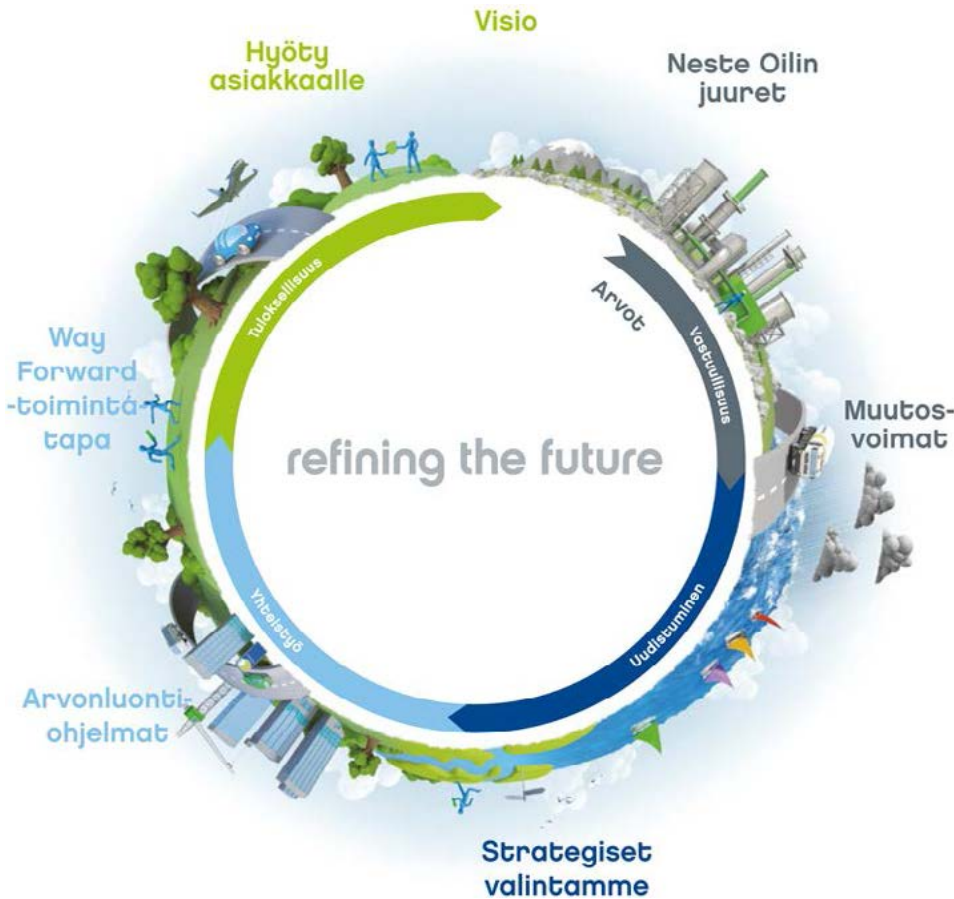 Visio
Hyöty
asiakkaalle
Neste Oilin
juuret
Tuloksellisuus
Arvot
Vastuullisuus
Way
Forward
-toimintá-
tapa
Muutos-
voimat
refining the future
Yhteistyö
Uudistuminen
Arvonluonti-
ohjelmat
Strategiset
valintamme